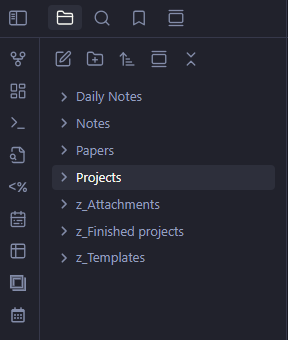 Daily Notes
Notes
Papers
<%
Projects
z_Attachments
z_Finished projects
z_Templates